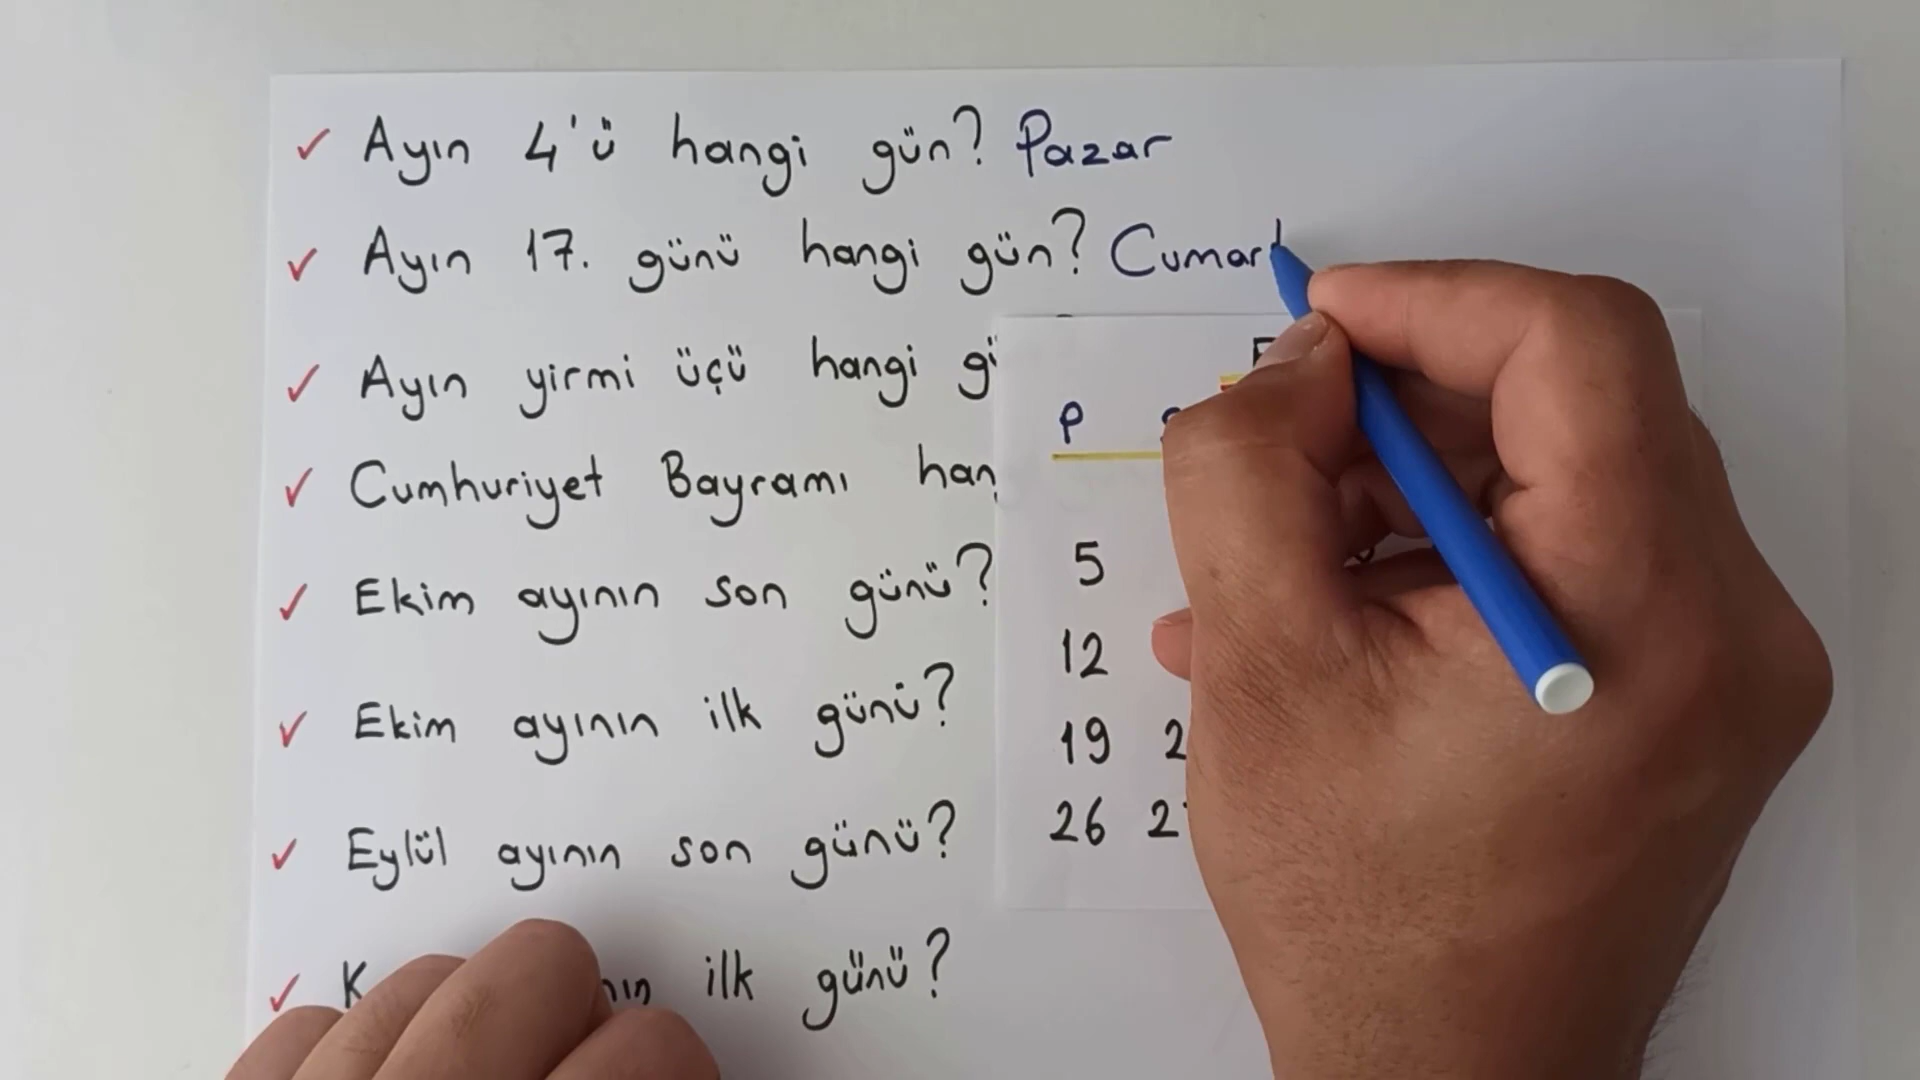 Ayın 4'ü hangi gün? Pazar
Ayın 17. günü hangi gün? Cumar
Ayın yirmi üçü hangi
Cumhuriyet Bayramı
Ekim ayının son günü?
Ekim ayının ilk günü?
Eylül ayının son günü?
ilk günü?
P
5
12
19
26